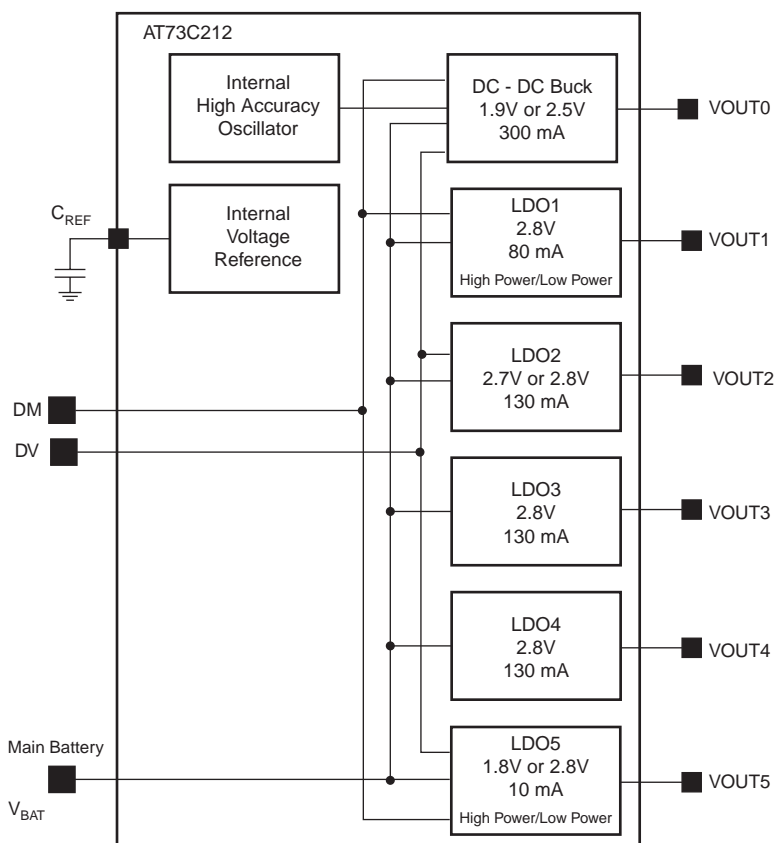 AT73C212
Internal
High Accuracy
Oscillator
DC - DC Buck
1.9V or 2.5V
300 mA
VOUT0
C_REF
Internal
Voltage
Reference
LDO1
2.8V
80 mA
High Power/Low Power
VOUT1
LDO2
2.7V or 2.8V
130 mA
VOUT2
DM
DV
LDO3
2.8V
130 mA
VOUT3
LDO4
2.8V
130 mA
VOUT4
Main Battery
V_BAT
LDO5
1.8V or 2.8V
10 mA
High Power/Low Power
VOUT5